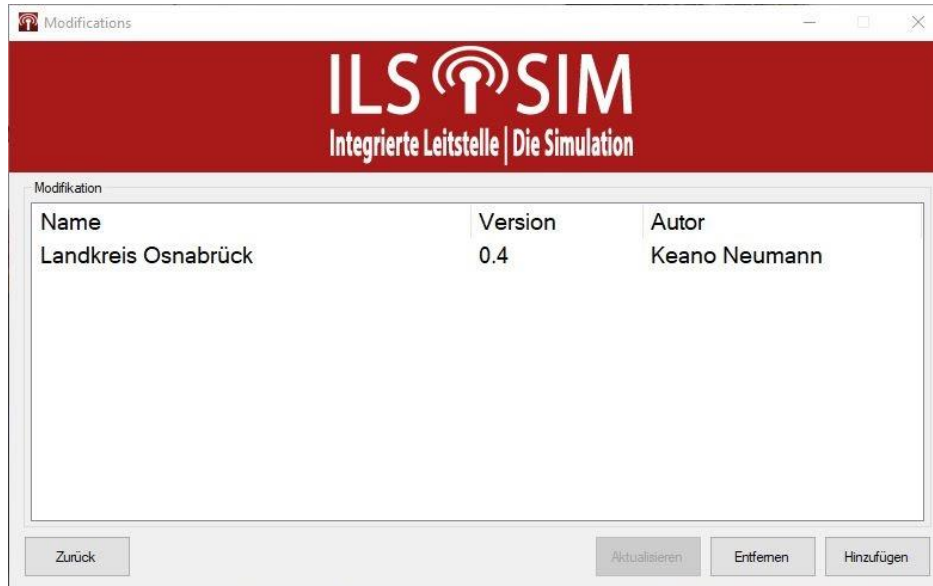 Modifications
ILS SIM
Integrierte Leitstelle | Die Simulation
Modifikation
Name Version Autor
Landkreis Osnabrück 0.4 Keano Neumann
Zurück Aktualisieren Entfernen Hinzufügen